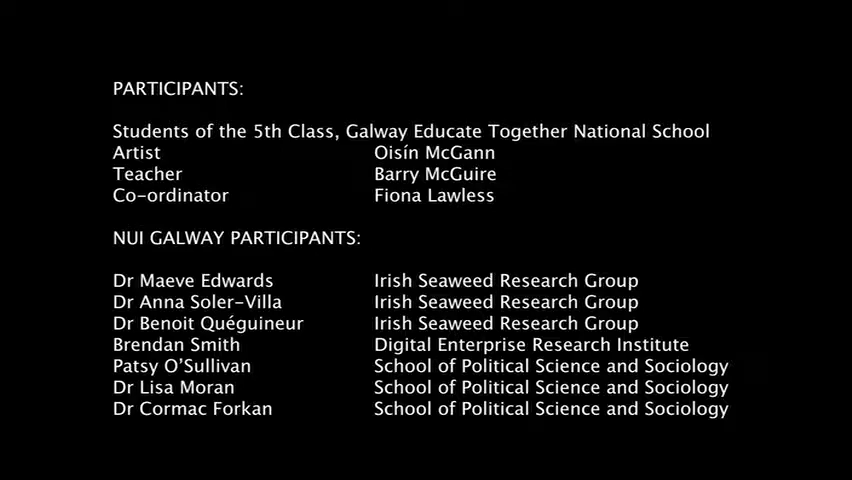 PARTICIPANTS:
Students of the 5th Class, Galway Educate Together National School
Artist Oisín McGann
Teacher Barry McGuire
Co-ordinator Fiona Lawless
NUI GALWAY PARTICIPANTS:
Dr Maeve Edwards Irish Seaweed Research Group
Dr Anna Soler-Villa Irish Seaweed Research Group
Dr Benoit Quéguineur Irish Seaweed Research Group
Brendan Smith Digital Enterprise Research Institute
Patsy O’Sullivan School of Political Science and Sociology
Dr Lisa Moran School of Political Science and Sociology
Dr Cormac Forkan School of Political Science and Sociology